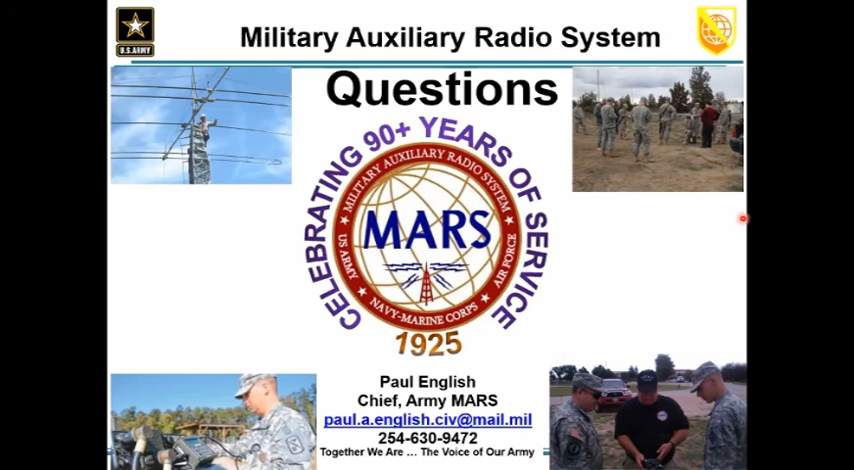 U.S.ARMY
Military Auxiliary Radio System
Questions
CELEBRATING 90+ YEARS OF SERVICE
MILITARY AUXILIARY RADIO SYSTEM
MARS
US ARMY
AIR FORCE
NAVY-MARINE CORPS
1925
Paul English
Chief, Army MARS
paul.a.english.civ@mail.mil
254-630-9472
Together We Are ... The Voice of Our Army